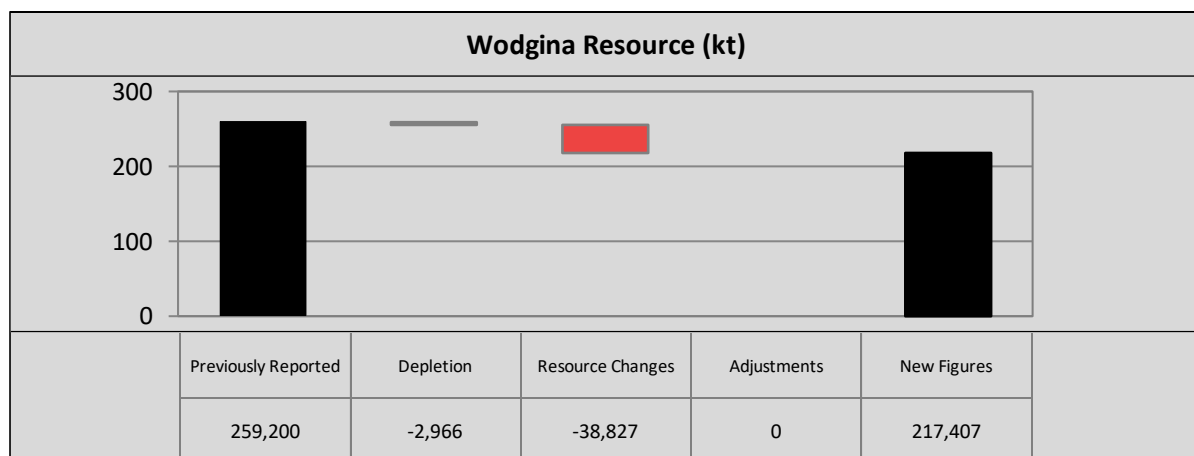 Wodgina Resource (kt)
300
200
100
0
Previously Reported Depletion Resource Changes Adjustments New Figures
259,200 -2,966 -38,827 0 217,407